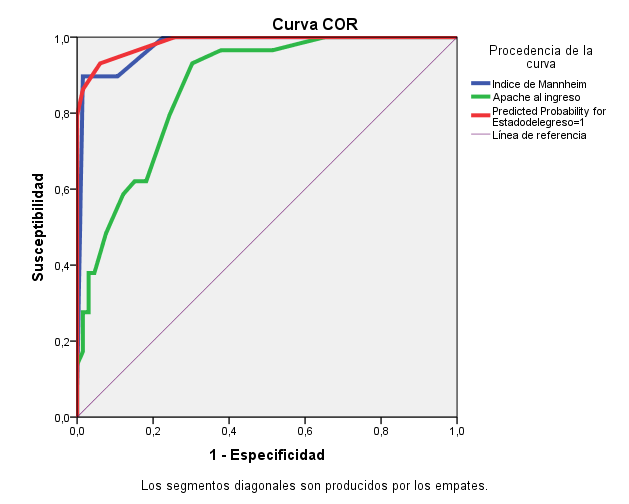 Curva COR
Procedencia de la
curva
Indice de Mannheim
Apache al ingreso
Predicted Probability for
Estadodelegreso=1
Línea de referencia
Susceptibilidad
1,0
0,8
0,6
0,4
0,2
0,0
0,0
0,2
0,4
0,6
0,8
1,0
1 - Especificidad
Los segmentos diagonales son producidos por los empates.